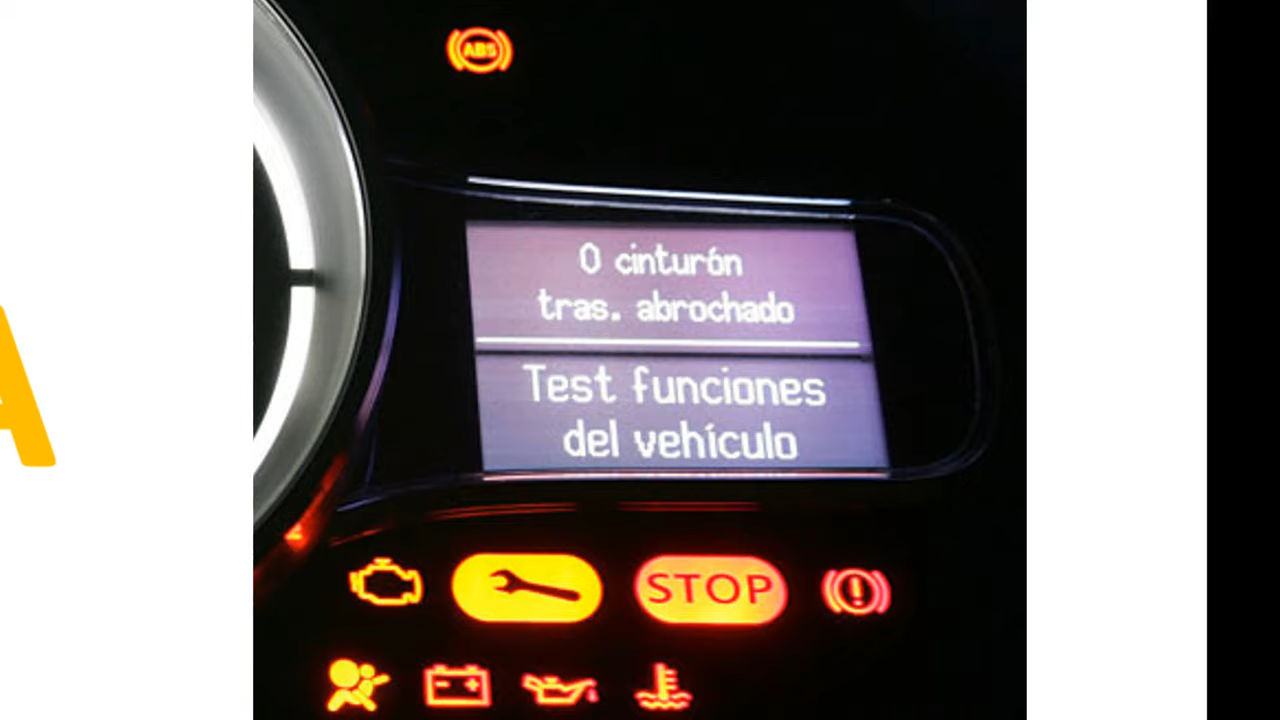 ABS
0 cinturón
tras. abrochado
Test funciones
del vehículo
STOP
A